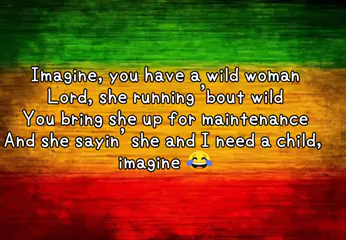 Imagine, you have a wild woman
Lord, she running 'bout wild
You bring she up for maintenance
And she sayin' she and I need a child,
imagine 😂